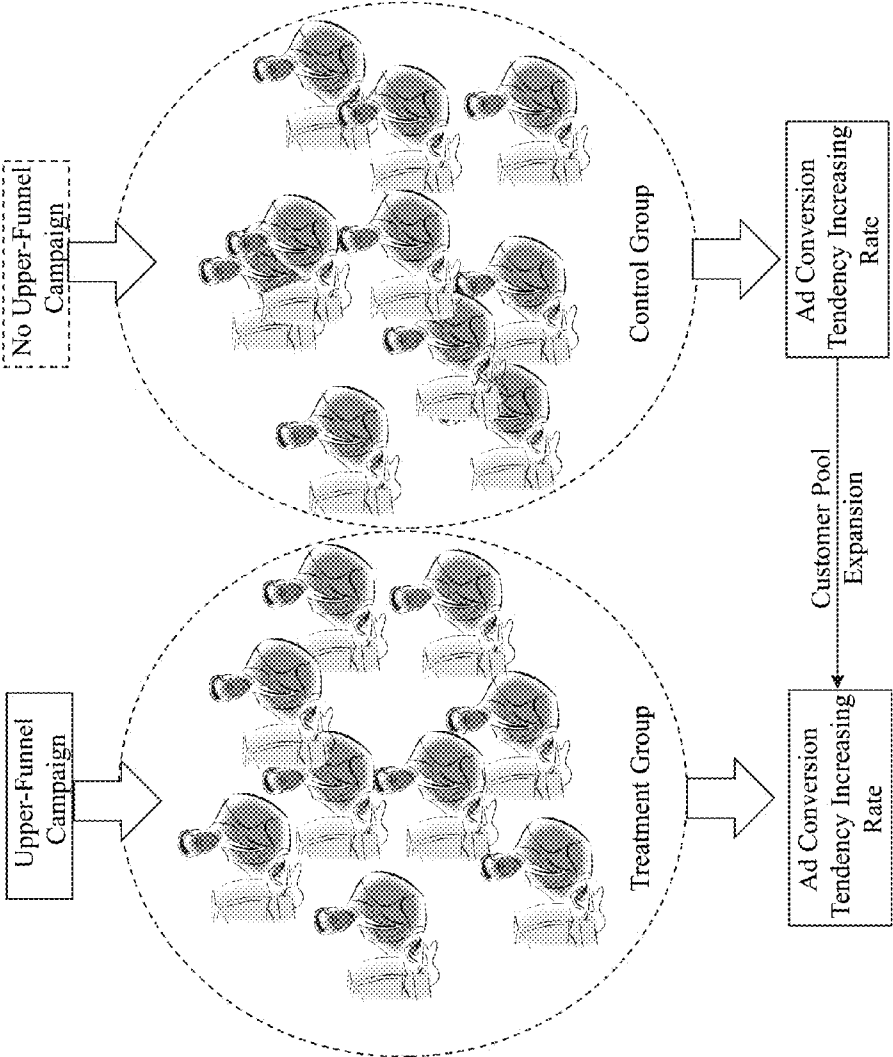 Upper-Funnel
Campaign
No Upper-Funnel
Campaign
Treatment Group
Control Group
Ad Conversion
Tendency Increasing
Rate
Customer Pool
Expansion
Ad Conversion
Tendency Increasing
Rate